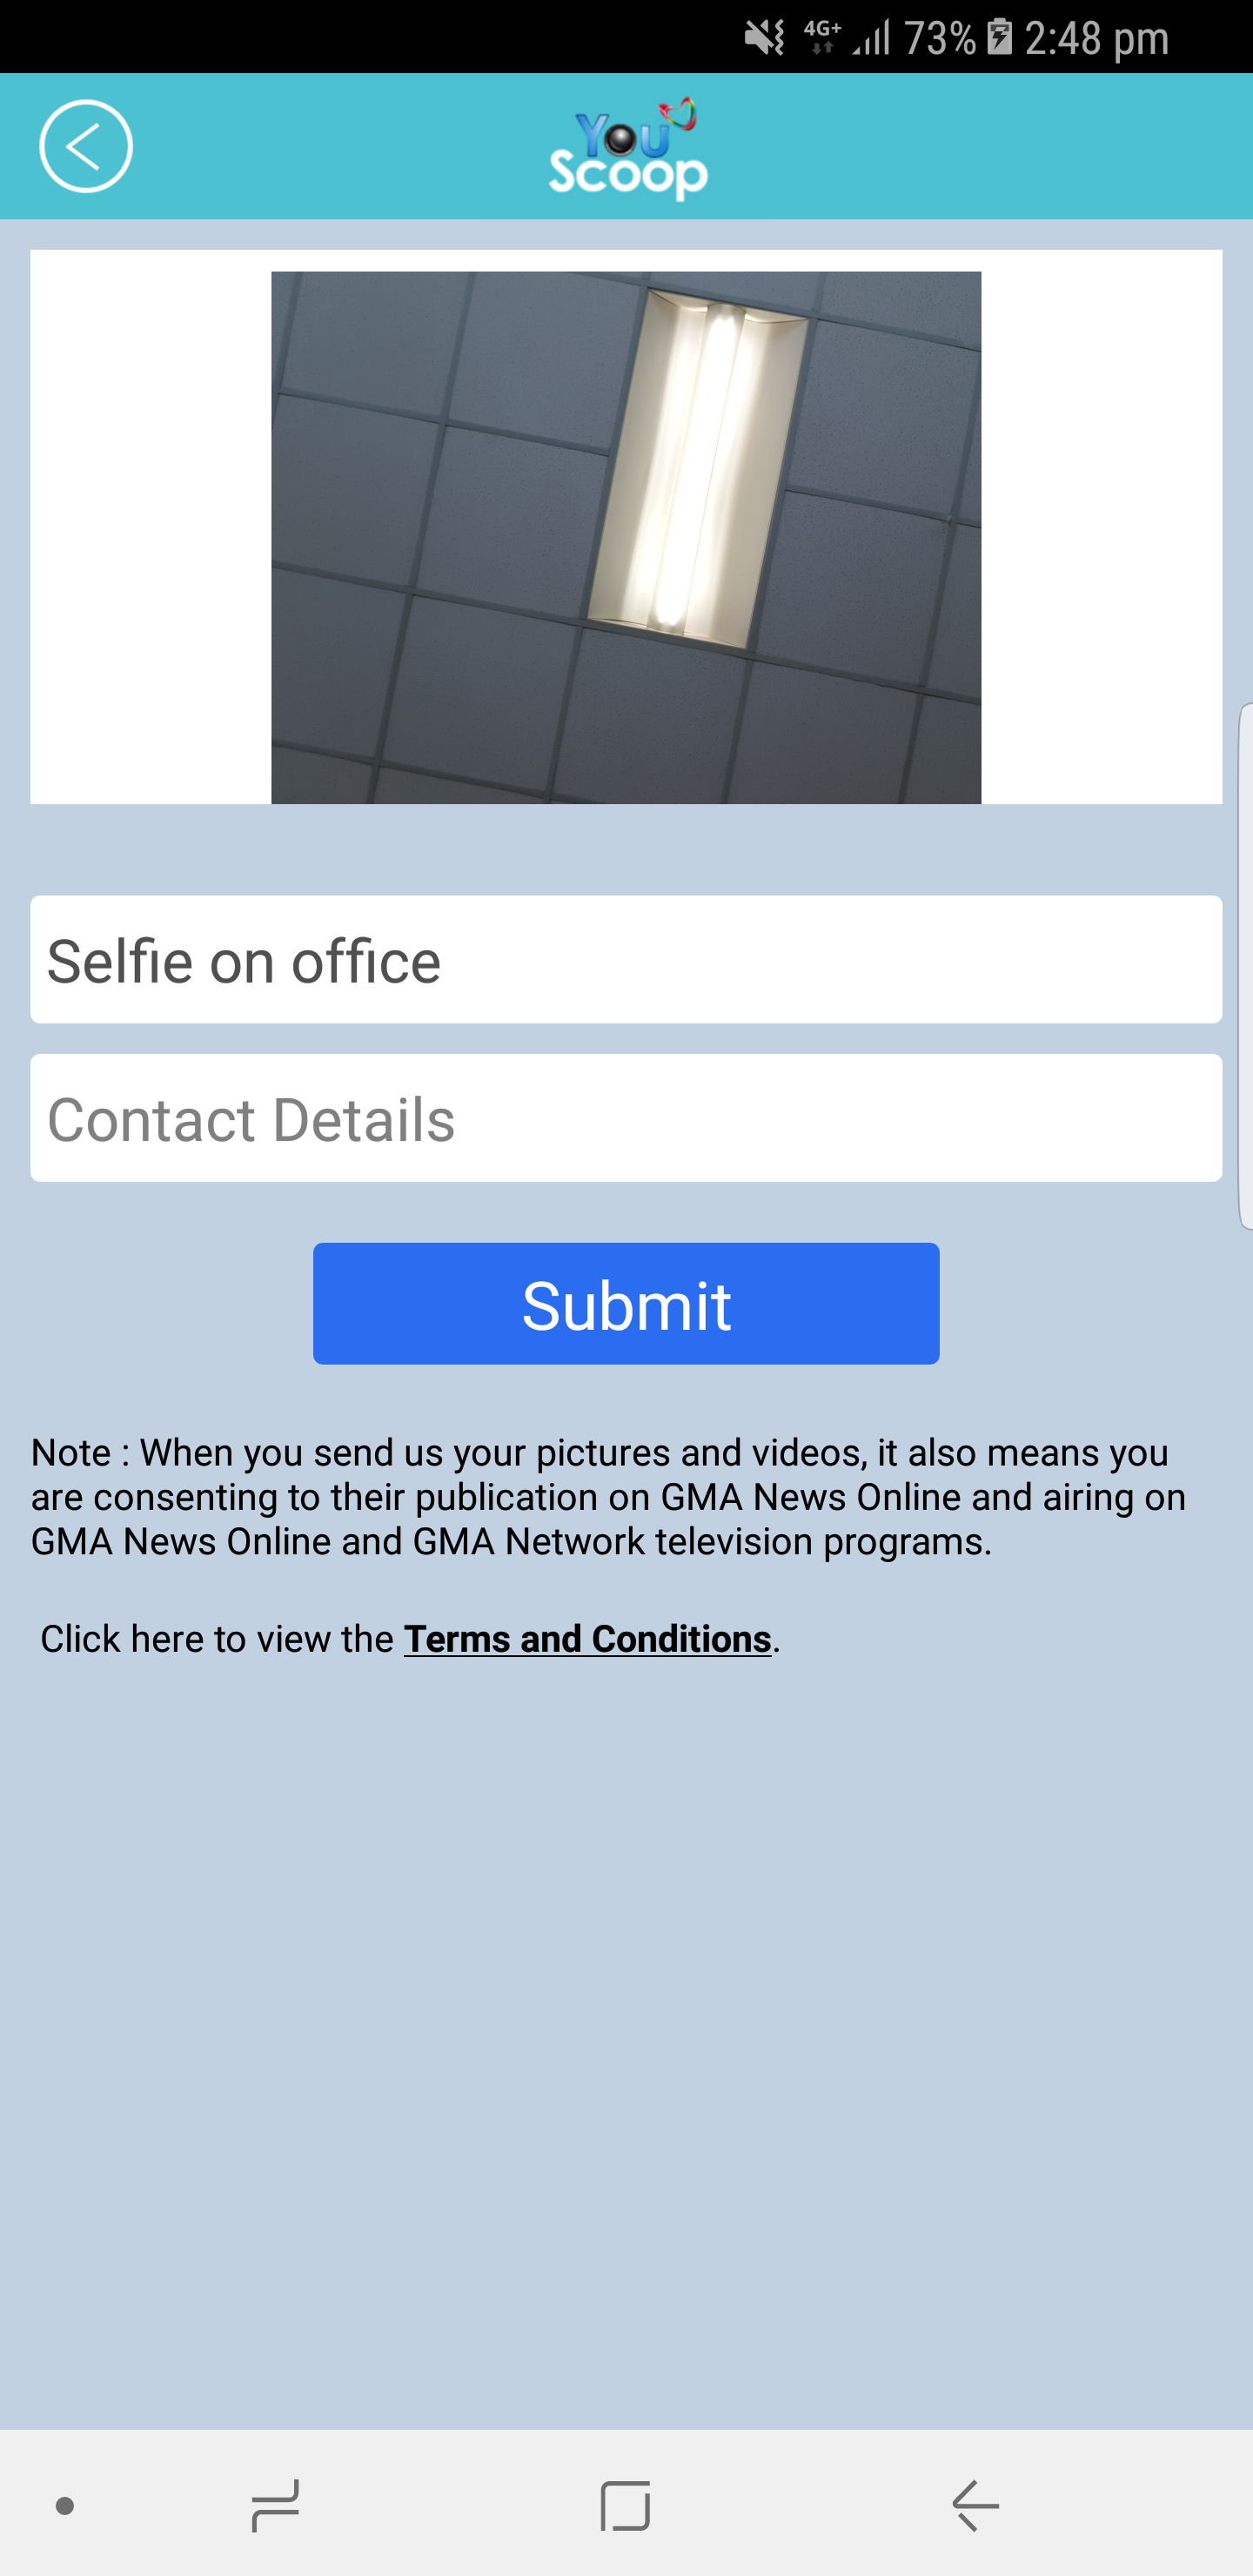 4G+ 73% 2:48 pm
You
Scoop
Selfie on office
Contact Details
Submit
Note : When you send us your pictures and videos, it also means you
are consenting to their publication on GMA News Online and airing on
GMA News Online and GMA Network television programs.
Click here to view the Terms and Conditions.